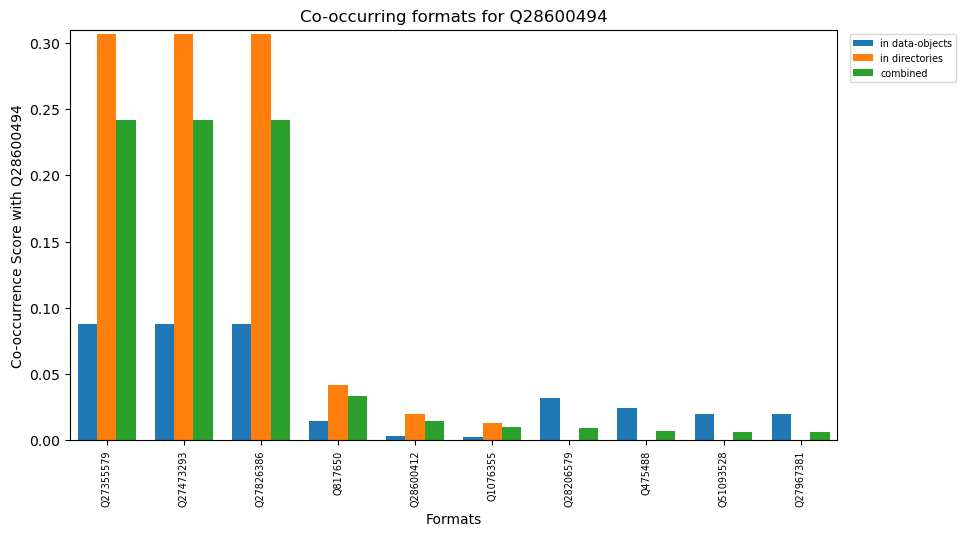 Co-occurring formats for Q28600494
Co-occurrence Score with Q28600494
0.30
0.25
0.20
0.15
0.10
0.05
0.00
Q27355579
Q27473293
Q27826386
Q817650
Q28600412
Q1076355
Q28206579
Q475488
Q51093528
Q27967381
Formats
in data-objects
in directories
combined